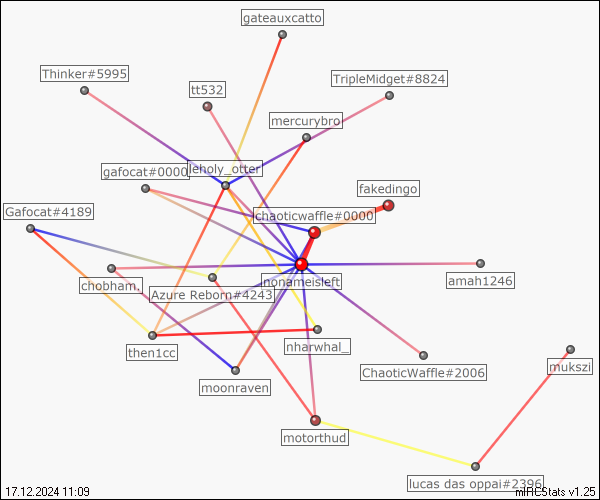 gateauxcatto
Thinker#5995
TripleMidget#8824
tt532
mercurybro
gafocat#0000
leholy_otter
fakedingo
Gafocat#4189
chaoticwaffle#0000
chobham.
Azure Reborn#4243
nonameisleft
amah1246
then1cc
nharwhal_
moonraven
ChaoticWaffle#2006
mukszi
motorthud
lucas das oppai#2396
17.12.2024 11:09
mIRCStats v1.25